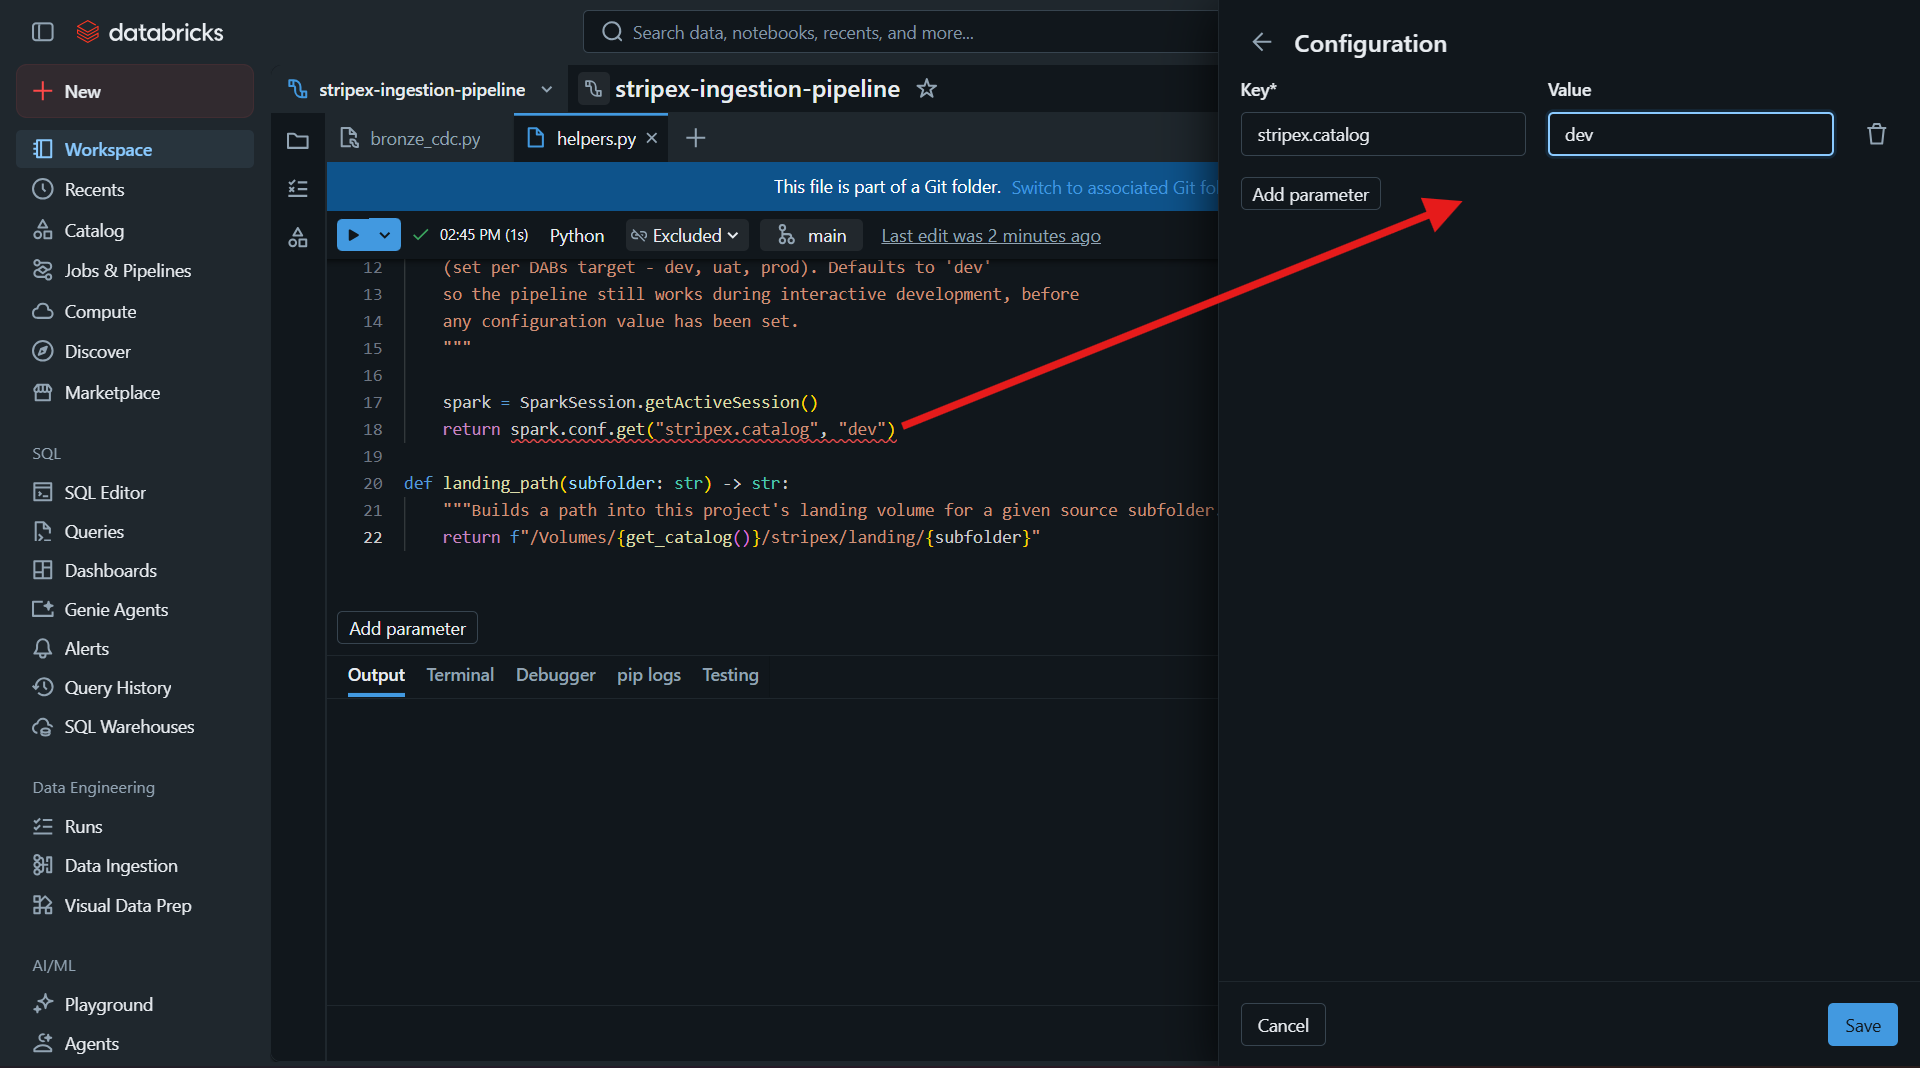 databricks
Search data, notebooks, recents, and more...
New
Workspace
Recents
Catalog
Jobs & Pipelines
Compute
Discover
Marketplace
SQL
SQL Editor
Queries
Dashboards
Genie Agents
Alerts
Query History
SQL Warehouses
Data Engineering
Runs
Data Ingestion
Visual Data Prep
AI/ML
Playground
Agents
stripex-ingestion-pipeline
stripex-ingestion-pipeline
bronze_cdc.py
helpers.py
This file is part of a Git folder. Switch to associated Git fo
02:45 PM (1s) Python Excluded main Last edit was 2 minutes ago
12 (set per DABs target - dev, uat, prod). Defaults to 'dev'
13 so the pipeline still works during interactive development, before
14 any configuration value has been set.
15 """
16
17 spark = SparkSession.getActiveSession()
18 return spark.conf.get("stripex.catalog", "dev")
19
20 def landing_path(subfolder: str) -> str:
21 """Builds a path into this project's landing volume for a given source subfolder.
22 return f"/Volumes/{get_catalog()}/stripex/landing/{subfolder}"
Add parameter
Output Terminal Debugger pip logs Testing
Configuration
Key* Value
stripex.catalog dev
Add parameter
Cancel Save